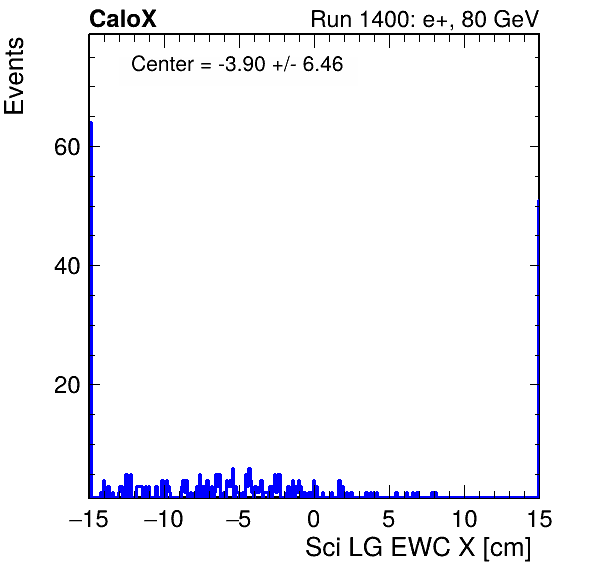 CaloX Run 1400: e+, 80 GeV
Center = -3.90 +/- 6.46
Events
60
40
20
−15 −10 −5 0 5 10 15
Sci LG EWC X [cm]